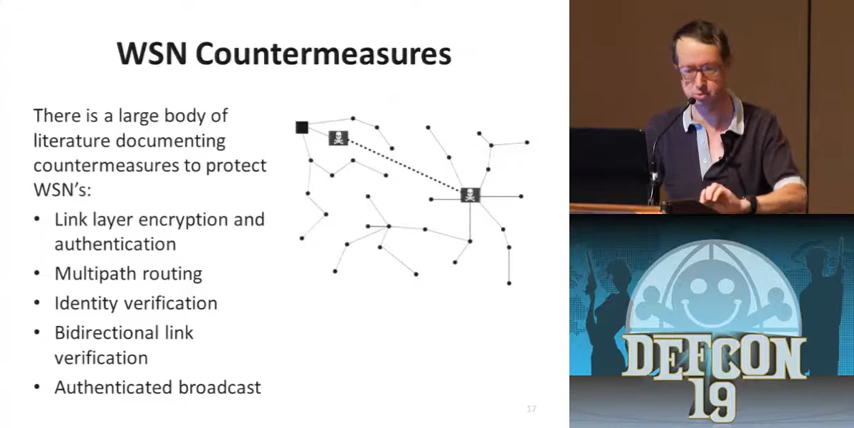 WSN Countermeasures
There is a large body of
literature documenting
countermeasures to protect
WSN's:
• Link layer encryption and
authentication
• Multipath routing
• Identity verification
• Bidirectional link
verification
• Authenticated broadcast
17
DEFCON
19